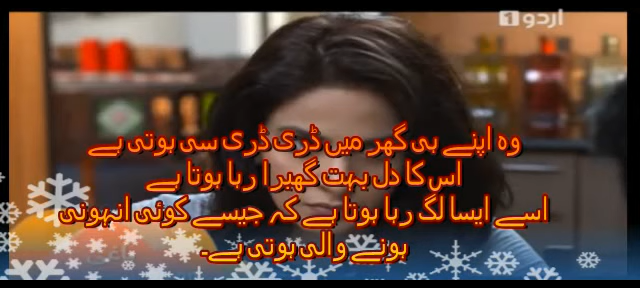 اردو 1
وہ اپنے ہی گھر میں ڈری ڈری سی ہوتی ہے
اس کا دل بہت گھبرا رہا ہوتا ہے
اسے ایسا لگ رہا ہوتا ہے کہ جیسے کوئی انہونی
ہونے والی ہوتی ہے۔